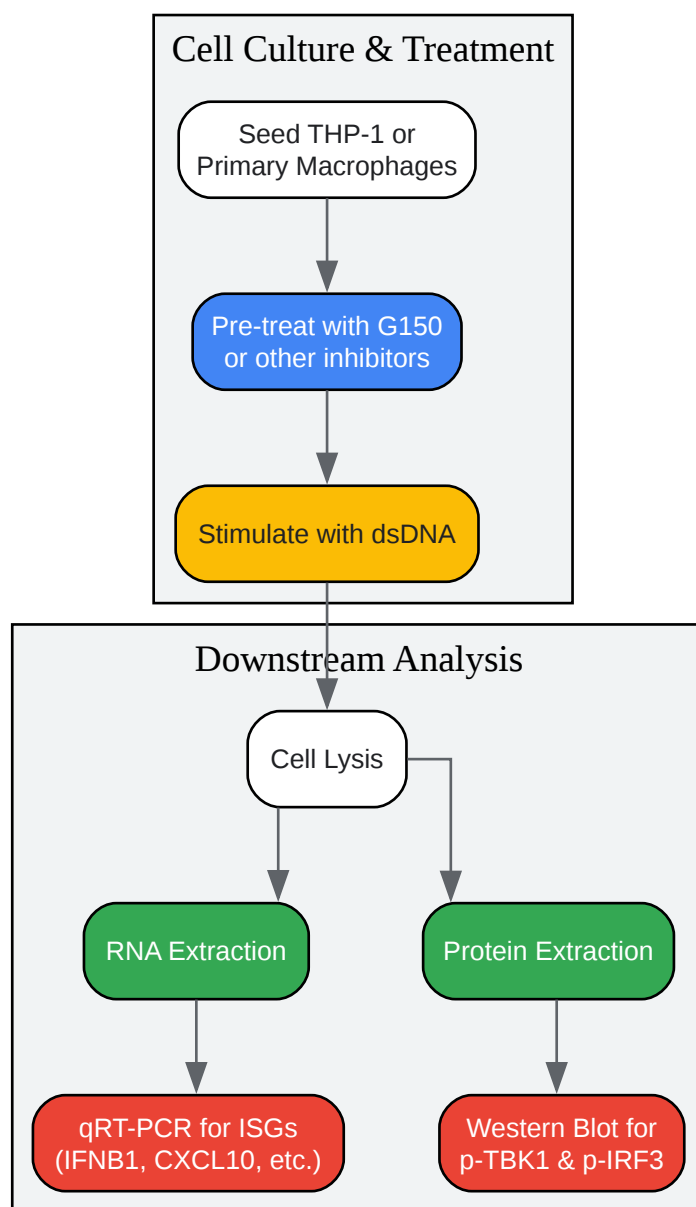 Cell Culture & Treatment
Seed THP-1 or
Primary Macrophages
Pre-treat with G150
or other inhibitors
Stimulate with dsDNA
Downstream Analysis
Cell Lysis
RNA Extraction
Protein Extraction
qRT-PCR for ISGs
(IFNB1, CXCL10, etc.)
Western Blot for
p-TBK1 & p-IRF3